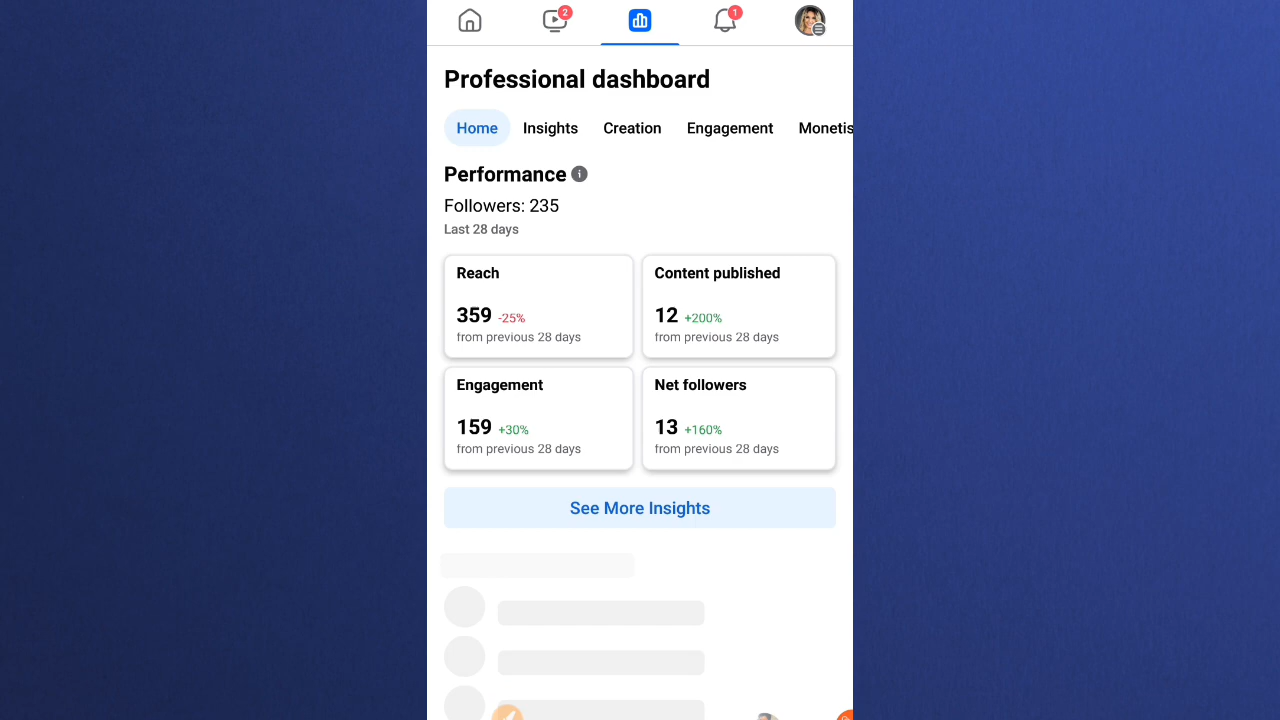 2
1
Professional dashboard
Home Insights Creation Engagement Monetis
Performance
Followers: 235
Last 28 days
Reach
359 -25%
from previous 28 days
Content published
12 +200%
from previous 28 days
Engagement
159 +30%
from previous 28 days
Net followers
13 +160%
from previous 28 days
See More Insights